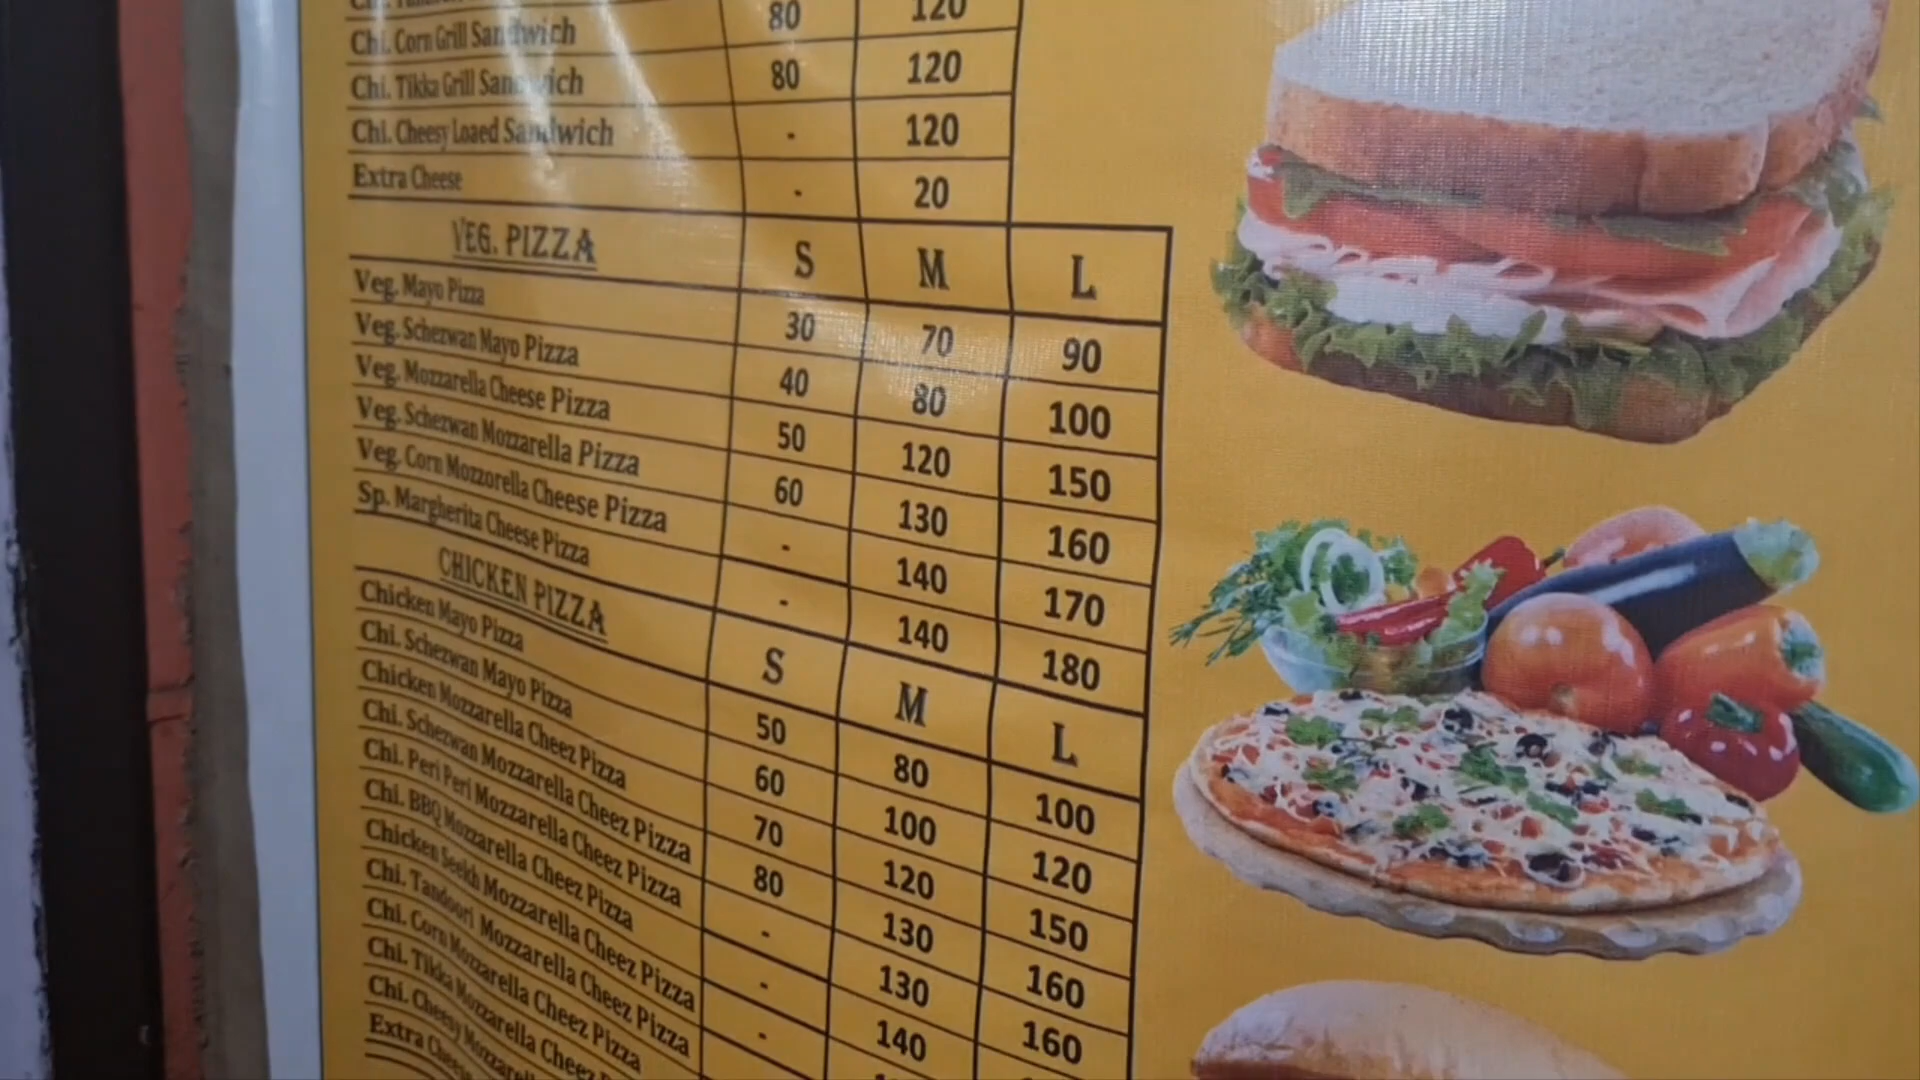 80 120
Chi. Corn Grill Sandwich 80 120
Chi. Tikka Grill Sandwich - 120
Chi. Cheesy Loaed Sandwich - 20
Extra Cheese
VEG. PIZZA S M L
Veg. Mayo Pizza 30 70 90
Veg. Schezwan Mayo Pizza 40 80 100
Veg. Mozzarella Cheese Pizza 50 120 150
Veg. Schezwan Mozzarella Pizza 60 130 160
Veg. Corn Mozzorella Cheese Pizza - 140 170
Sp. Margherita Cheese Pizza - 140 180
CHICKEN PIZZA S M L
Chicken Mayo Pizza 50 80 100
Chi. Schezwan Mayo Pizza 60 100 120
Chicken Mozzarella Cheez Pizza 70 120 150
Chi. Schezwan Mozzarella Cheez Pizza 80 130 160
Chi. Peri Peri Mozzarella Cheez Pizza - 130 160
Chi. BBQ Mozzarella Cheez Pizza - 140
Chicken Seekh Mozzarella Cheez Pizza -
Chi. Tandoori Mozzarella Cheez Pizza
Chi. Corn Mozzarella Cheez Pizza
Chi. Tikka Mozzarella Cheez
Chi. Cheesy
Extra Cheese